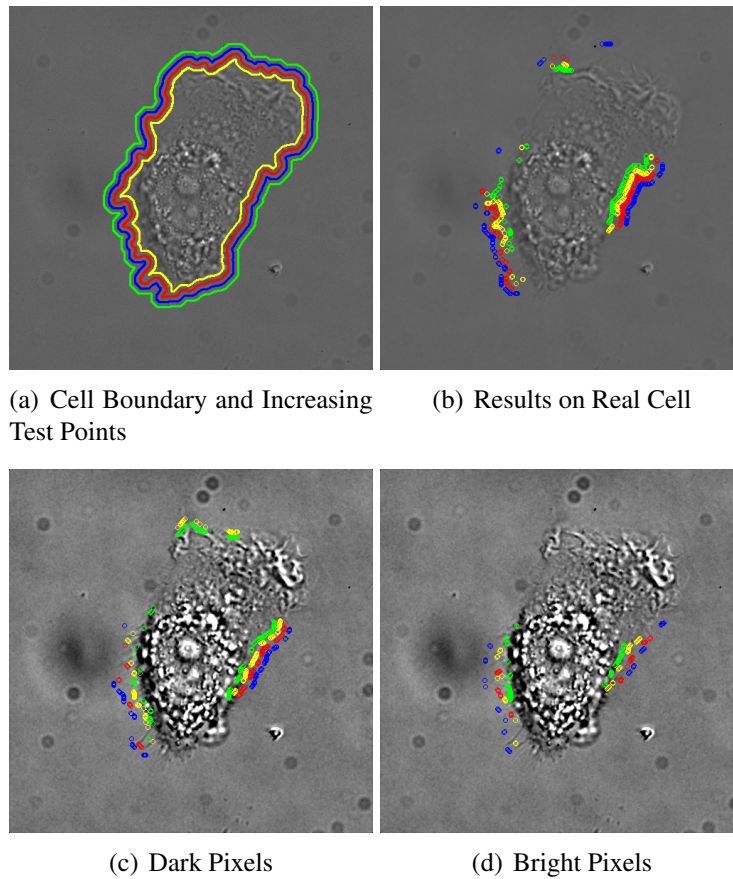 (a) Cell Boundary and Increasing
Test Points
(b) Results on Real Cell
(c) Dark Pixels
(d) Bright Pixels